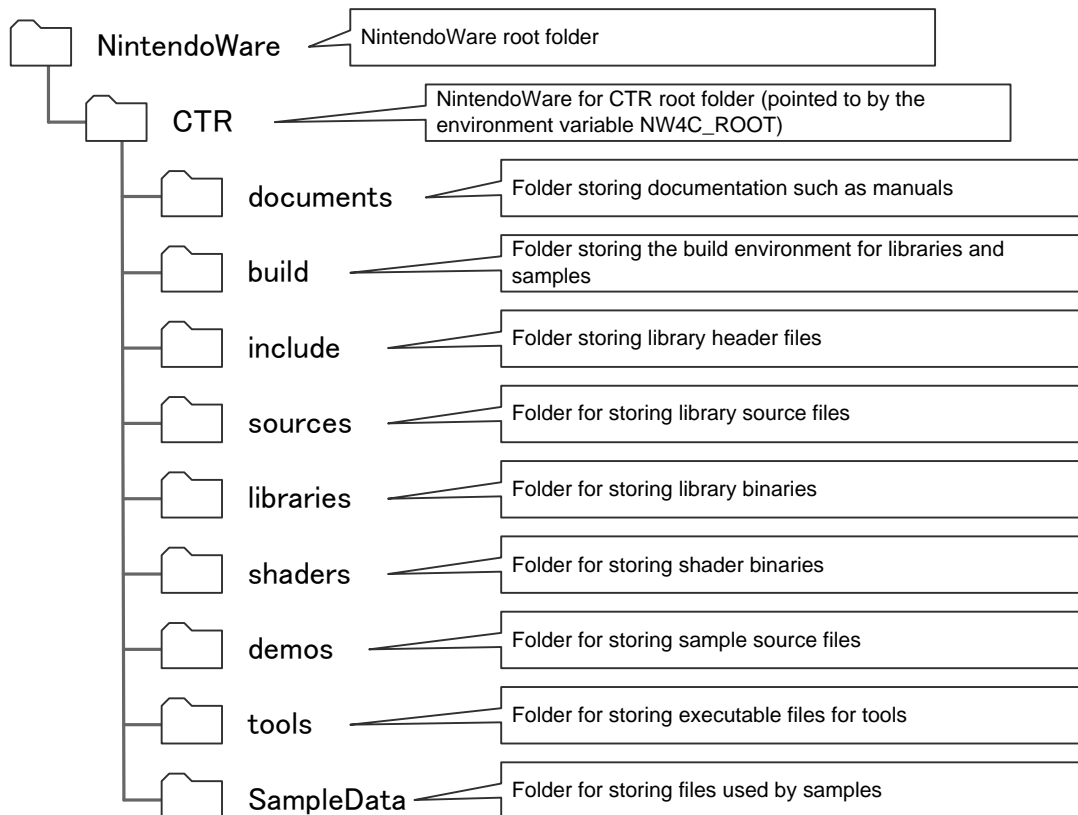 NintendoWare
NintendoWare root folder
CTR
NintendoWare for CTR root folder (pointed to by the
environment variable NW4C_ROOT)
documents
Folder storing documentation such as manuals
build
Folder storing the build environment for libraries and
samples
include
Folder storing library header files
sources
Folder for storing library source files
libraries
Folder for storing library binaries
shaders
Folder for storing shader binaries
demos
Folder for storing sample source files
tools
Folder for storing executable files for tools
SampleData
Folder for storing files used by samples